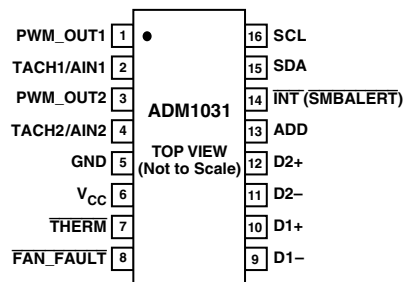 PWM_OUT1 1
TACH1/AIN1 2
PWM_OUT2 3
TACH2/AIN2 4
GND 5
VCC 6
THERM 7
FAN_FAULT 8
ADM1031
TOP VIEW
(Not to Scale)
16 SCL
15 SDA
14 INT (SMBALERT)
13 ADD
12 D2+
11 D2–
10 D1+
9 D1–